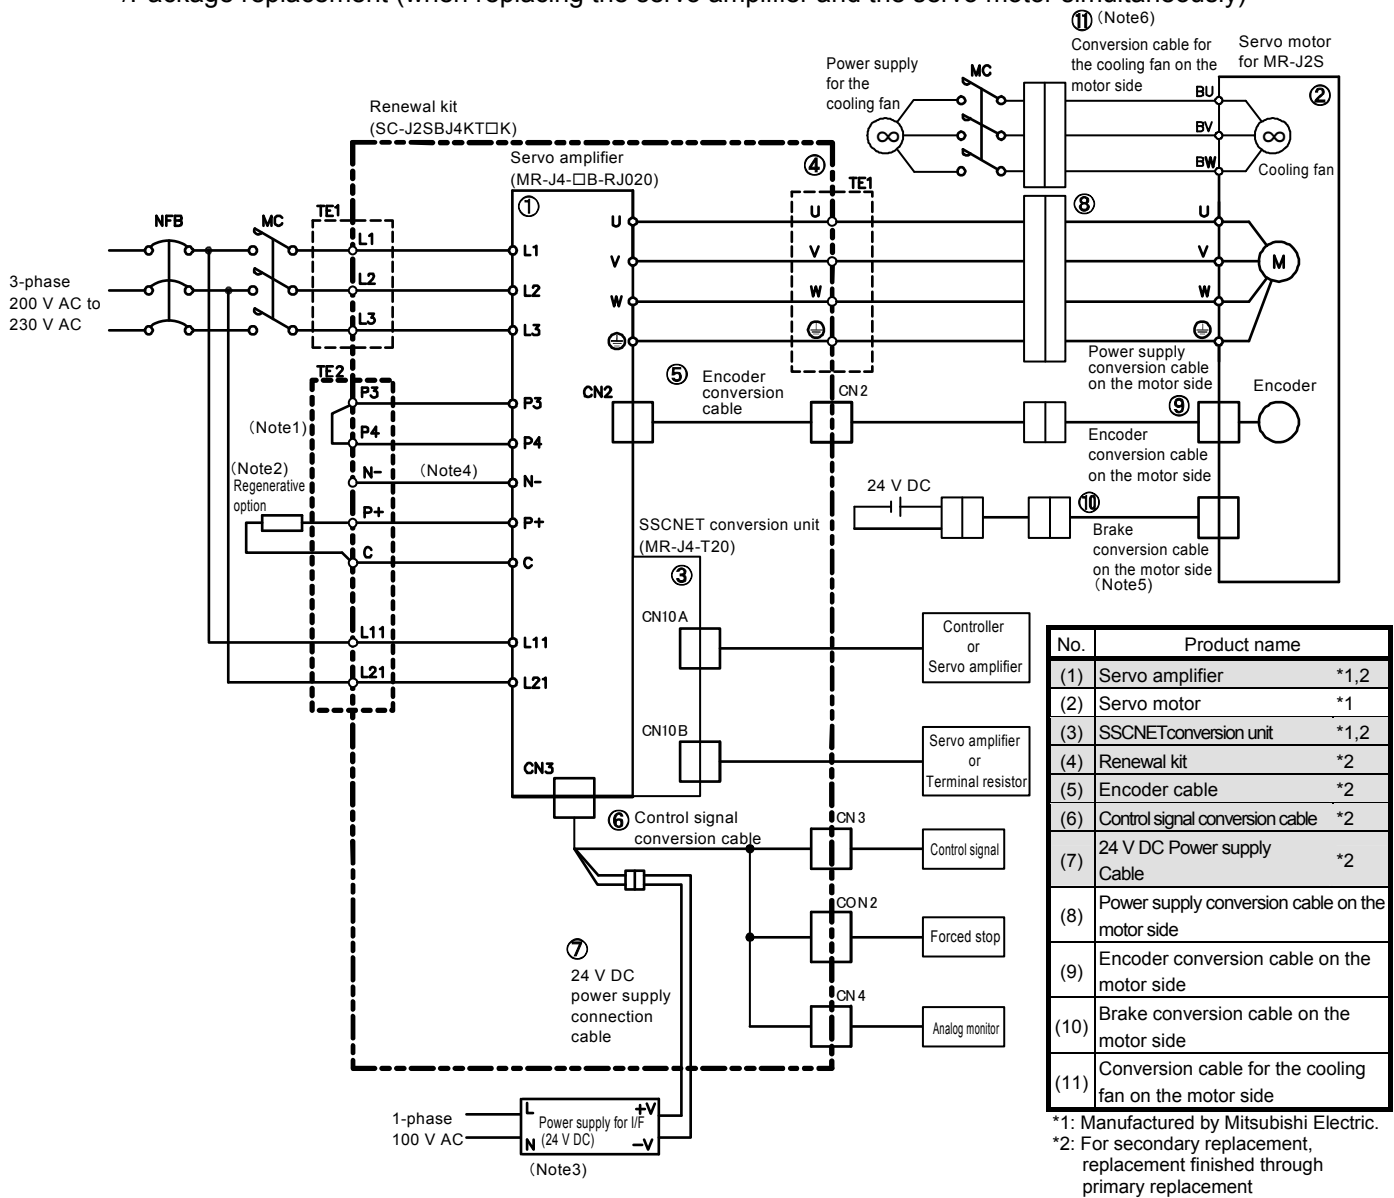 /Package replacement (when replacing the servo amplifier and the servo motor simultaneously)
⑪ (Note6)
Conversion cable for
the cooling fan on the
motor side
Servo motor
for MR-J2S
②
Power supply
for the
cooling fan
MC
BU
BV
BW
Cooling fan
Renewal kit
(SC-J2SBJ4KT□K)
Servo amplifier
(MR-J4-□B-RJ020)
①
④
TE1
⑧
NFB
MC
TE1
L1
L2
L3
L1
L2
L3
U
V
W
U
V
W
U
V
W
M
3-phase
200 V AC to
230 V AC
Power supply
conversion cable
on the motor side
TE2
P3
P4
N-
P+
C
L11
L21
P3
P4
N-
P+
C
L11
L21
(Note1)
(Note2)
Regenerative
option
(Note4)
CN2
⑤ Encoder
conversion
cable
CN2
⑨
Encoder
conversion cable
on the motor side
Encoder
24 V DC
⑩
Brake
conversion cable
on the motor side
(Note5)
SSCNET conversion unit
(MR-J4-T20)
③
CN10A
Controller
or
Servo amplifier
CN10B
Servo amplifier
or
Terminal resistor
CN3
⑥ Control signal
conversion cable
CN3
Control signal
CON2
Forced stop
CN4
Analog monitor
⑦
24 V DC
power supply
connection
cable
1-phase
100 V AC
L
N
Power supply for I/F
(24 V DC)
+V
-V
(Note3)
No. Product name
(1) Servo amplifier *1,2
(2) Servo motor *1
(3) SSCNETconversion unit *1,2
(4) Renewal kit *2
(5) Encoder cable *2
(6) Control signal conversion cable *2
(7) 24 V DC Power supply
Cable *2
(8) Power supply conversion cable on the
motor side
(9) Encoder conversion cable on the
motor side
(10) Brake conversion cable on the
motor side
(11) Conversion cable for the cooling
fan on the motor side
*1: Manufactured by Mitsubishi Electric.
*2: For secondary replacement,
replacement finished through
primary replacement